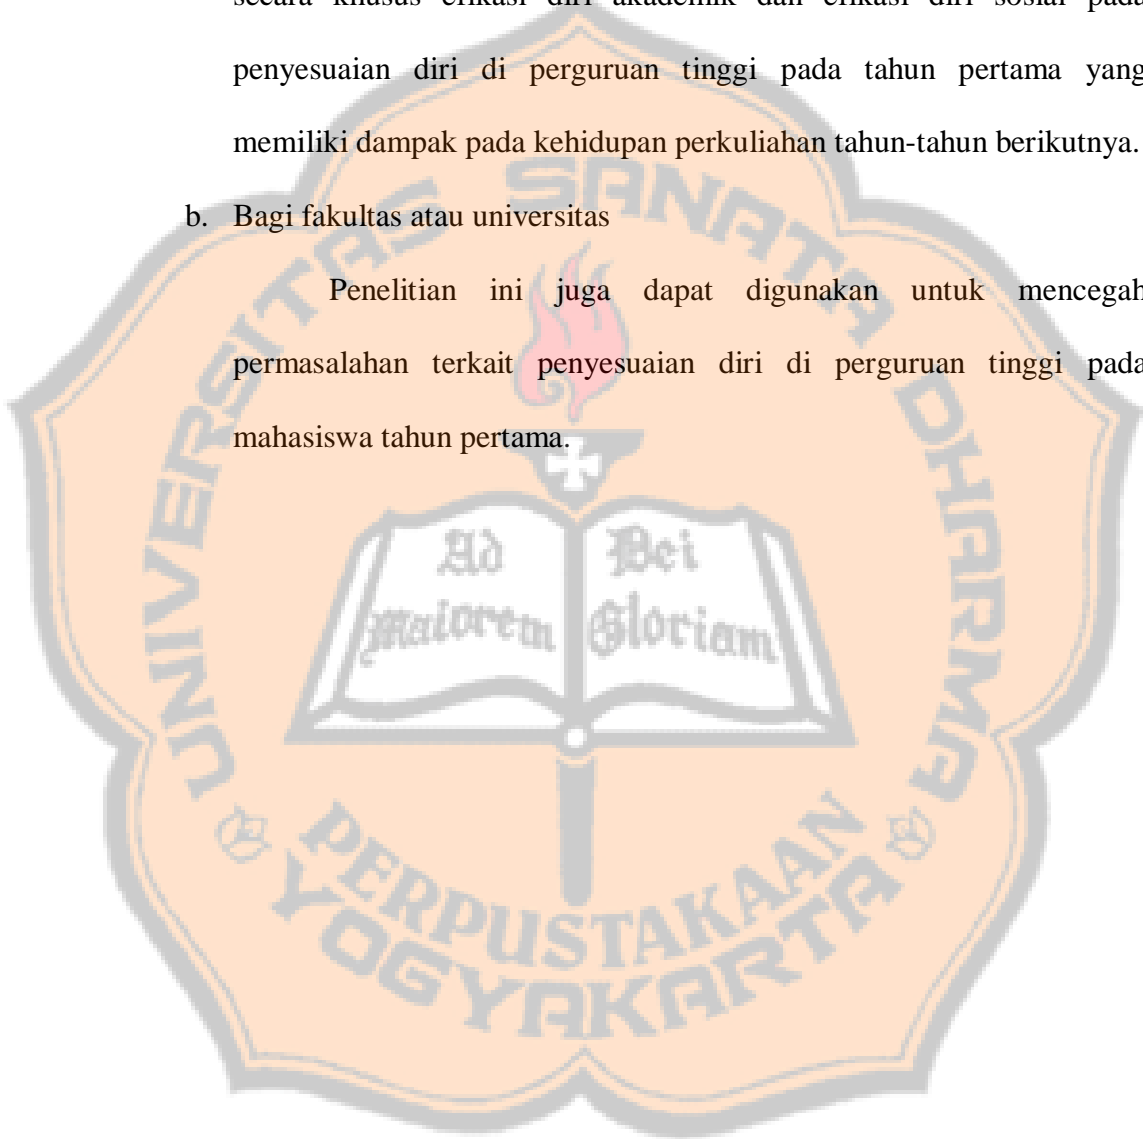 secara khusus efikasi diri akademik dan efikasi diri sosial pada
penyesuaian diri di perguruan tinggi pada tahun pertama yang
memiliki dampak pada kehidupan perkuliahan tahun-tahun berikutnya.
b. Bagi fakultas atau universitas
Penelitian ini juga dapat digunakan untuk mencegah
permasalahan terkait penyesuaian diri di perguruan tinggi pada
mahasiswa tahun pertama.
UNIVERSITAS SANATA DHARMA
Ad
Maiorem
Dei
Gloriam
PERPUSTAKAAN
YOGYAKARTA